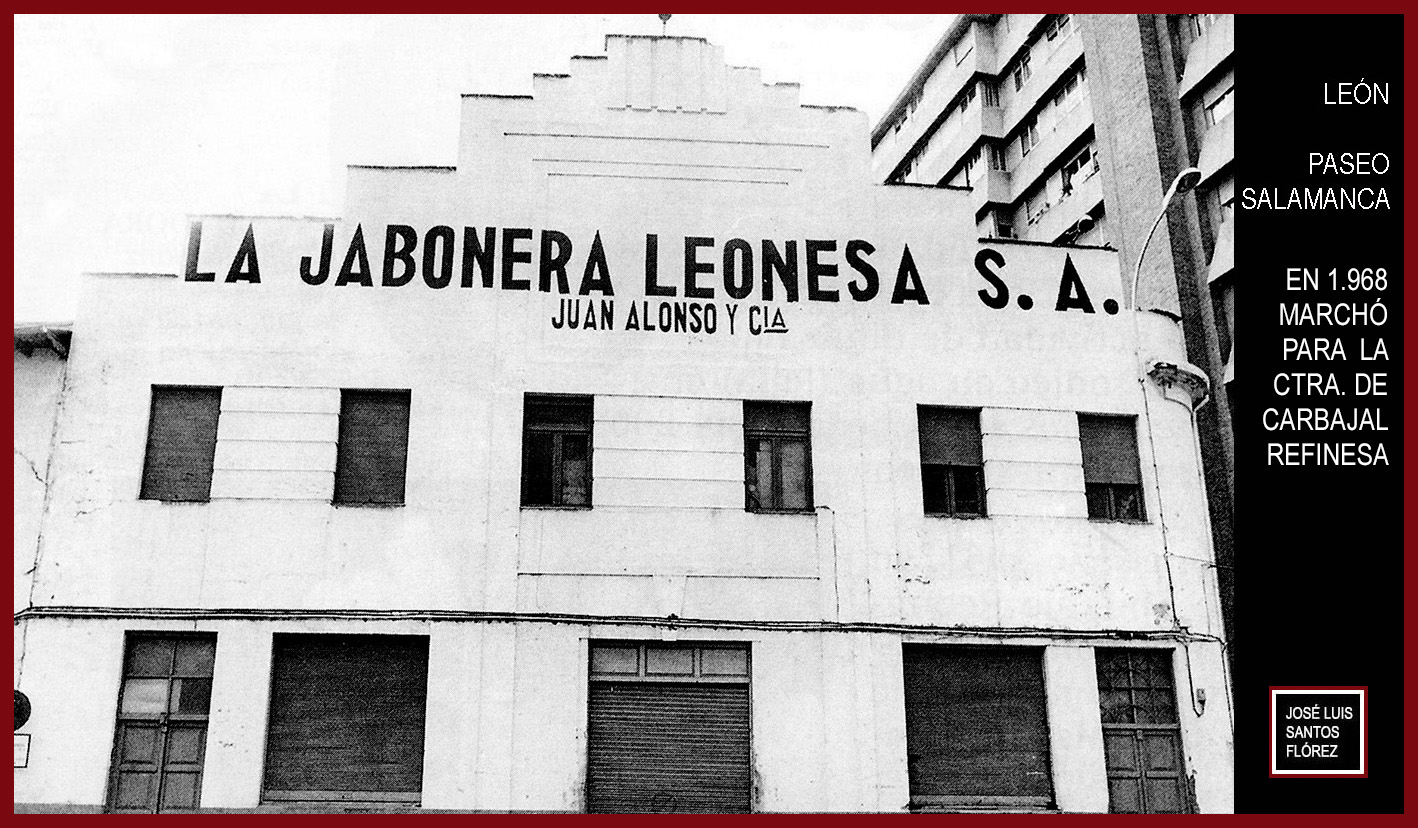 LA JABONERA LEONESA S. A.
JUAN ALONSO Y CIA
LEÓN
PASEO
SALAMANCA
EN 1.968
MARCHÓ
PARA LA
CTRA. DE
CARBAJAL
REFINESA
JOSÉ LUIS
SANTOS
FLÓREZ